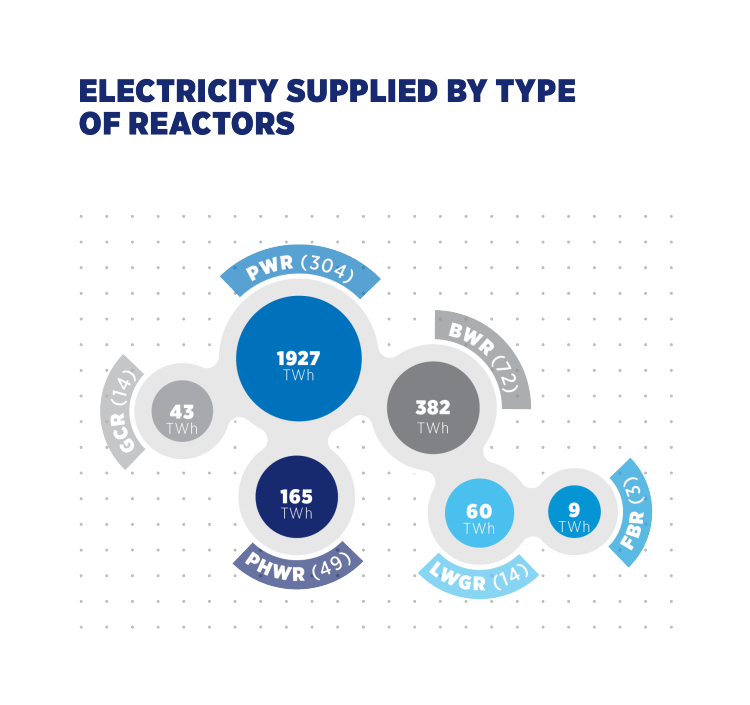 ELECTRICITY SUPPLIED BY TYPE
OF REACTORS
PWR (304)
1927
TWh
BWR (72)
382
TWh
GCR (14)
43
TWh
165
TWh
PHWR (49)
60
TWh
LWGR (14)
9
TWh
FBR (3)